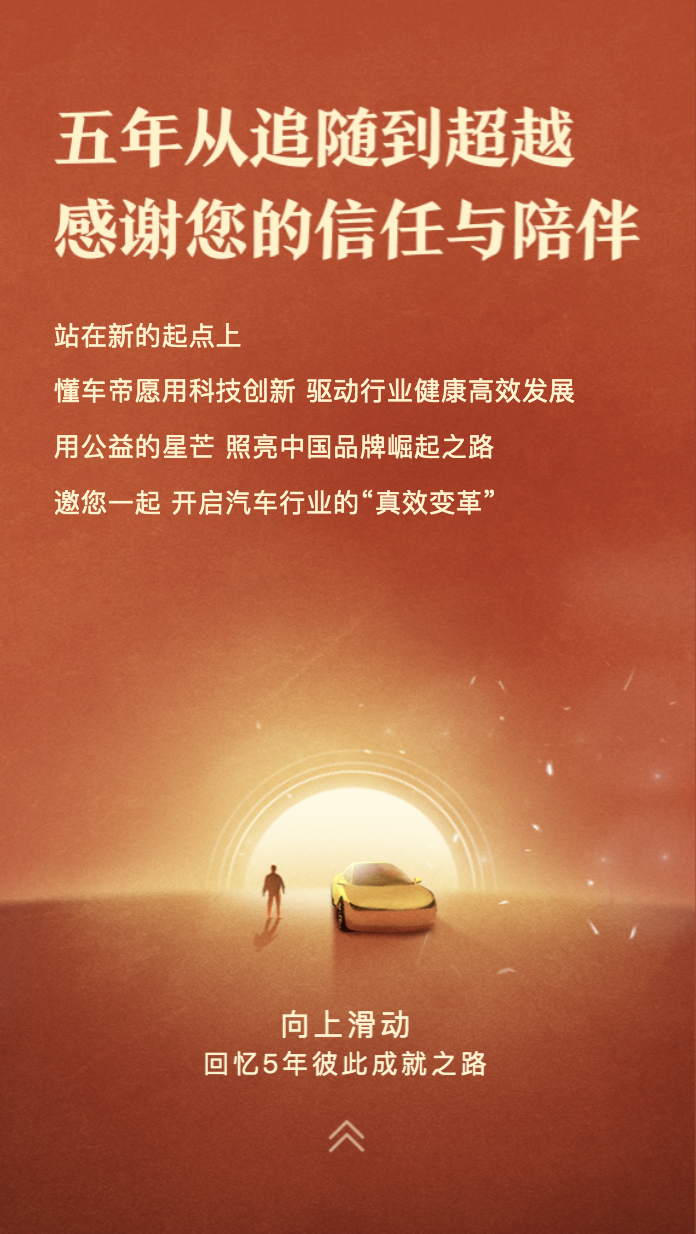 五年从追随到超越
感谢您的信任与陪伴
站在新的起点上
懂车帝愿用科技创新 驱动行业健康高效发展
用公益的星芒 照亮中国品牌崛起之路
邀您一起 开启汽车行业的“真效变革”
向上滑动
回忆5年彼此成就之路